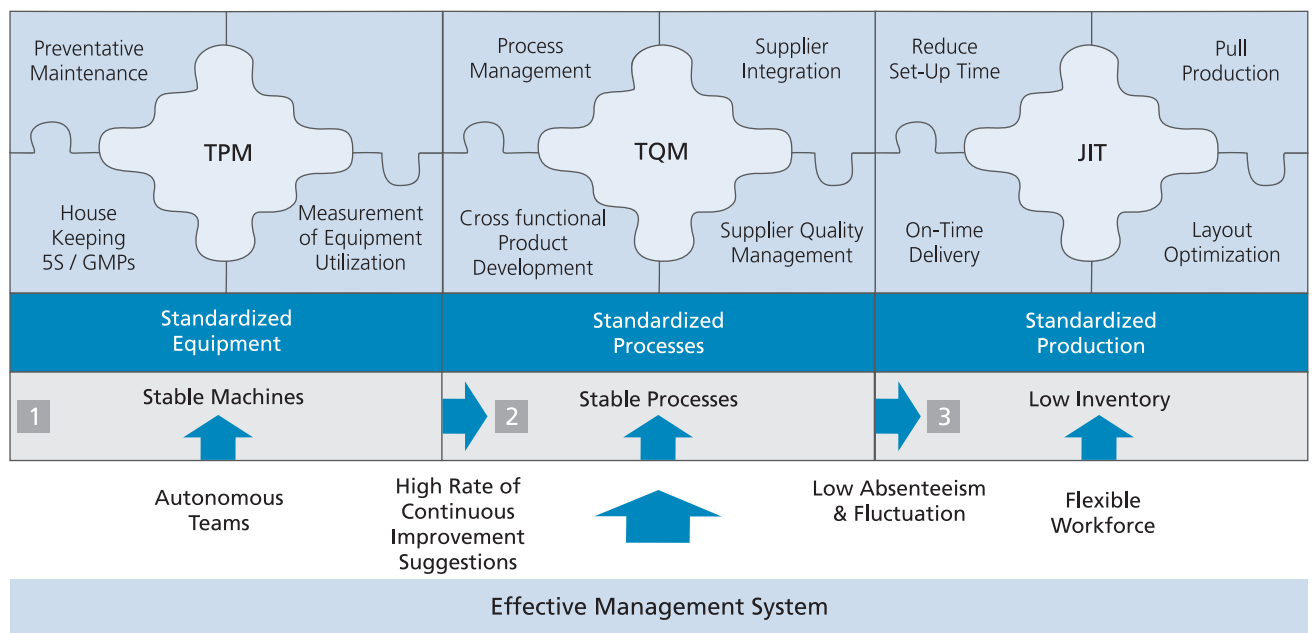 Preventative
Maintenance
TPM
House
Keeping
5S / GMPs
Measurement
of Equipment
Utilization
Process
Management
Supplier
Integration
TQM
Cross functional
Product
Development
Supplier Quality
Management
Reduce
Set-Up Time
Pull
Production
JIT
On-Time
Delivery
Layout
Optimization
Standardized
Equipment
Standardized
Processes
Standardized
Production
1
Stable Machines
2
Stable Processes
3
Low Inventory
Autonomous
Teams
High Rate of
Continuous
Improvement
Suggestions
Low Absenteeism
& Fluctuation
Flexible
Workforce
Effective Management System